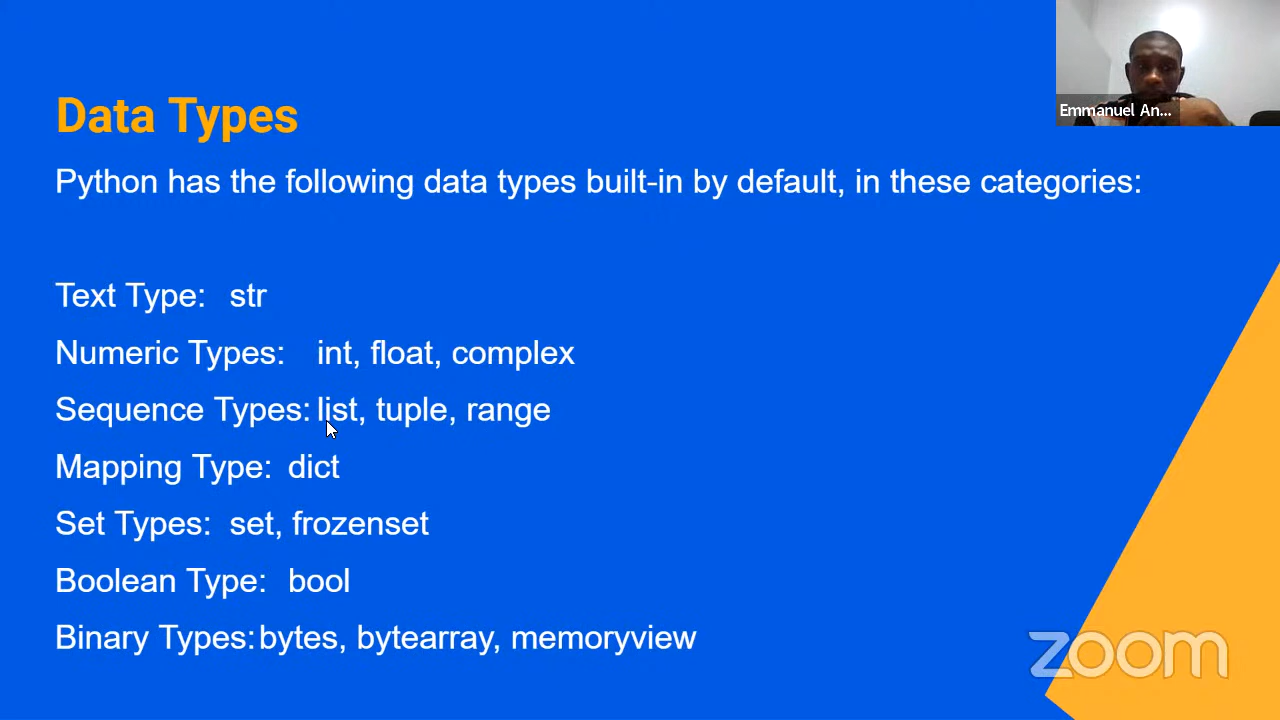 Emmanuel An...
Data Types
Python has the following data types built-in by default, in these categories:
Text Type: str
Numeric Types: int, float, complex
Sequence Types: list, tuple, range
Mapping Type: dict
Set Types: set, frozenset
Boolean Type: bool
Binary Types: bytes, bytearray, memoryview
zoom